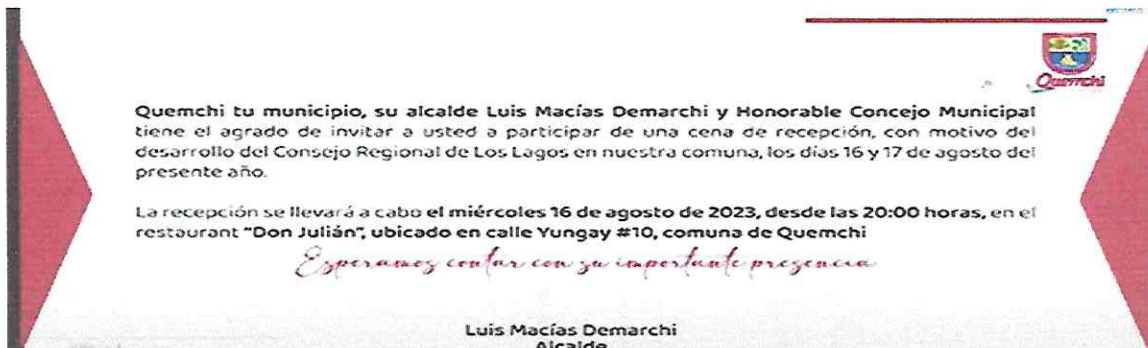 Quemchi
Quemchi tu municipio, su alcalde Luis Macías Demarchi y Honorable Concejo Municipal
tiene el agrado de invitar a usted a participar de una cena de recepción, con motivo del
desarrollo del Consejo Regional de Los Lagos en nuestra comuna, los días 16 y 17 de agosto del
presente año.
La recepción se llevará a cabo el miércoles 16 de agosto de 2023, desde las 20:00 horas, en el
restaurant "Don Julián", ubicado en calle Yungay #10, comuna de Quemchi
Esperamos contar con su importante presencia
Luis Macías Demarchi
Alcalde